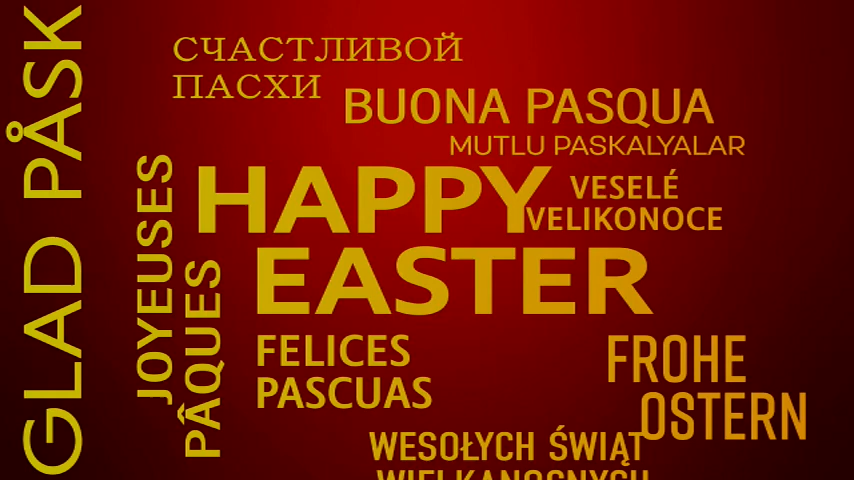 GLAD PÅSK
СЧАСТЛИВОЙ
ПАСХИ
BUONA PASQUA
MUTLU PASKALYALAR
JOYEUSES
PÂQUES
HAPPY
EASTER
VESELÉ
VELIKONOCE
FELICES
PASCUAS
FROHE
OSTERN
WESOŁYCH ŚWIĄT
WIELKANOCNYCH